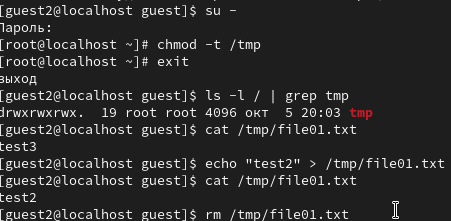 [guest2@localhost guest]$ su -
Пароль:
[root@localhost ~]# chmod -t /tmp
[root@localhost ~]# exit
выход
[guest2@localhost guest]$ ls -l / | grep tmp
drwxrwxrwx.  19 root root 4096 окт  5 20:03 tmp
[guest2@localhost guest]$ cat /tmp/file01.txt
test3
[guest2@localhost guest]$ echo "test2" > /tmp/file01.txt
[guest2@localhost guest]$ cat /tmp/file01.txt
test2
[guest2@localhost guest]$ rm /tmp/file01.txt